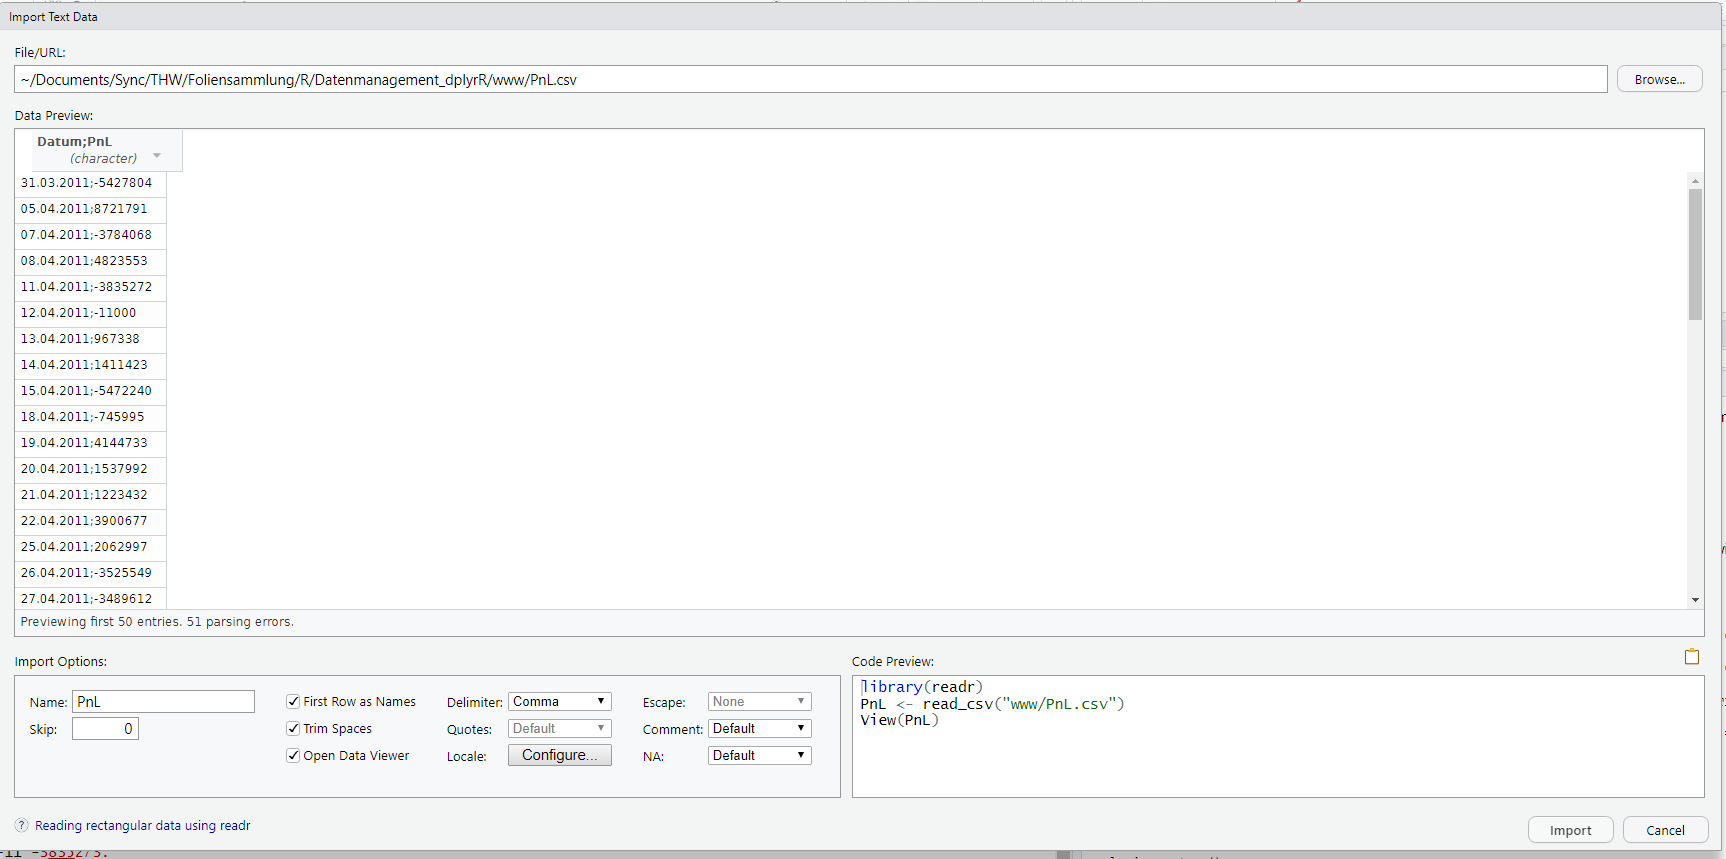 Import Text Data
File/URL:
~/Documents/Sync/THW/Foliensammlung/R/Datenmanagement_dplyrR/www/PnL.csv
Browse...
Data Preview:
Datum;PnL
(character)
31.03.2011;-5427804
05.04.2011;8721791
07.04.2011;-3784068
08.04.2011;4823553
11.04.2011;-3835272
12.04.2011;-11000
13.04.2011;967338
14.04.2011;1411423
15.04.2011;-5472240
18.04.2011;-745995
19.04.2011;4144733
20.04.2011;1537992
21.04.2011;1223432
22.04.2011;3900677
25.04.2011;2062997
26.04.2011;-3525549
27.04.2011;-3489612
Previewing first 50 entries. 51 parsing errors.
Import Options:
Name: PnL
Skip: 0
First Row as Names
Trim Spaces
Open Data Viewer
Delimiter: Comma
Quotes: Default
Locale: Configure...
Escape: None
Comment: Default
NA: Default
Code Preview:
library(readr)
PnL <- read_csv("www/PnL.csv")
View(PnL)
? Reading rectangular data using readr
Import
Cancel